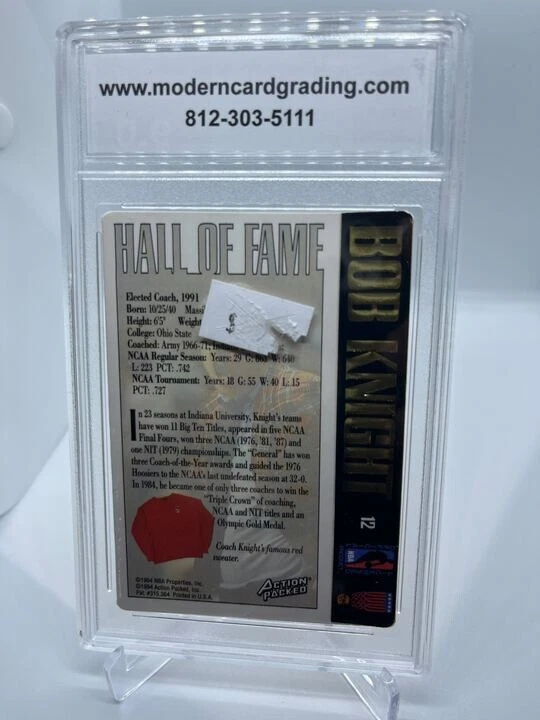 www.moderncardgrading.com
812-303-5111
HALL OF FAME
Elected Coach, 1991
Born: 10/25/40
Height: 6'5" Weight
College: Ohio State
Coached: Army 1966-71,
NCAA Regular Season: Years: 29 G: 863 W: 640
L: 223 PCT: .742
NCAA Tournament: Years: 18 G: 55 W: 40 L: 15
PCT: .727
In 23 seasons at Indiana University, Knight's teams
have won 11 Big Ten Titles, appeared in five NCAA
Final Fours, won three NCAA (1976, '81, '87) and
one NIT (1979) championships. The "General" has won
three Coach-of-the-Year awards and guided the 1976
Hoosiers to the NCAA's last undefeated season at 32-0.
In 1984, he became one of only three coaches to win the
"Triple Crown" of coaching,
NCAA and NIT titles and an
Olympic Gold Medal.
Coach Knight's famous red
sweater.
©1994 NBA Properties, Inc.
©1994 Action Packed, Inc.
Pat. #315,364 Printed in U.S.A.
ACTION
PACKED
BOB KNIGHT
12
NBA
$